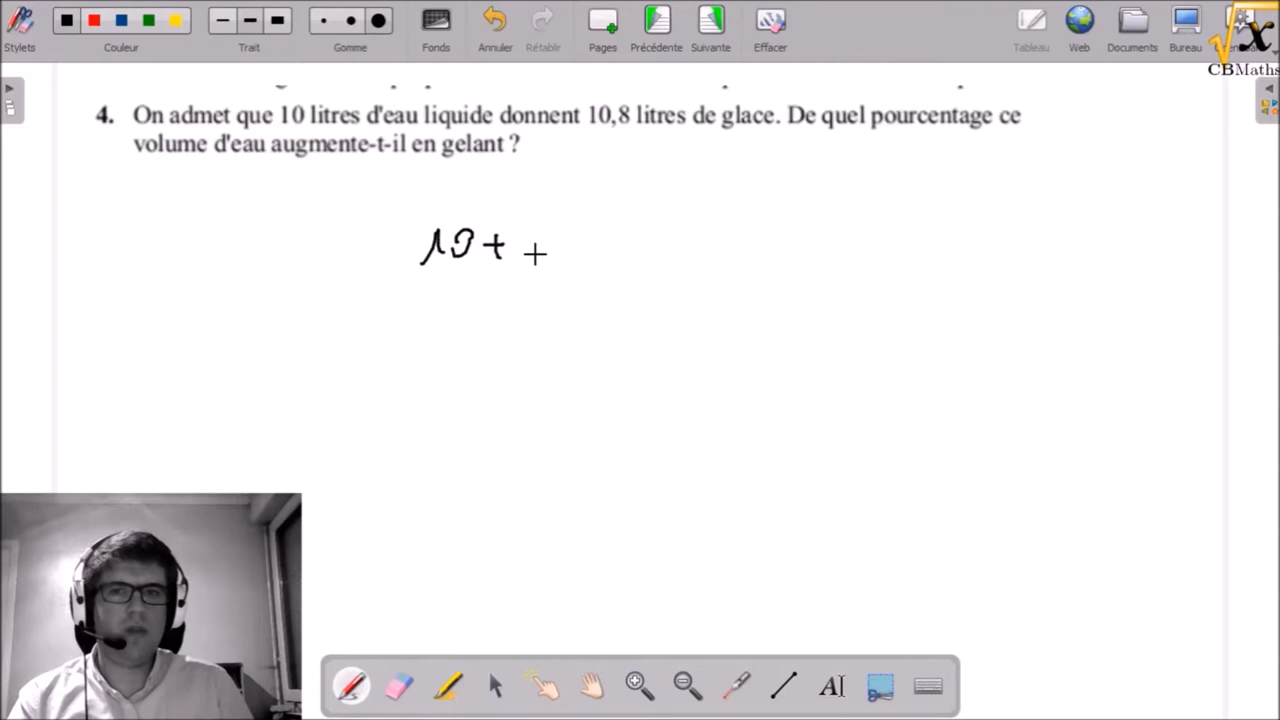 Stylets
Couleur
Trait
Gomme
Fonds
Annuler
Rétablir
Pages
Précédente
Suivante
Effacer
Tableau
Web
Documents
Bureau
√x
CBMaths
4. On admet que 10 litres d'eau liquide donnent 10,8 litres de glace. De quel pourcentage ce
volume d'eau augmente-t-il en gelant ?
10 +
AI